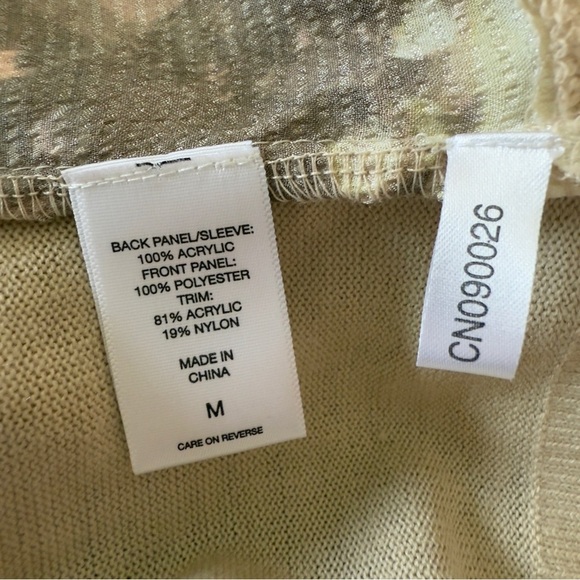 BACK PANEL/SLEEVE:
100% ACRYLIC
FRONT PANEL:
100% POLYESTER
TRIM:
81% ACRYLIC
19% NYLON
MADE IN
CHINA
M
CARE ON REVERSE
CN090026